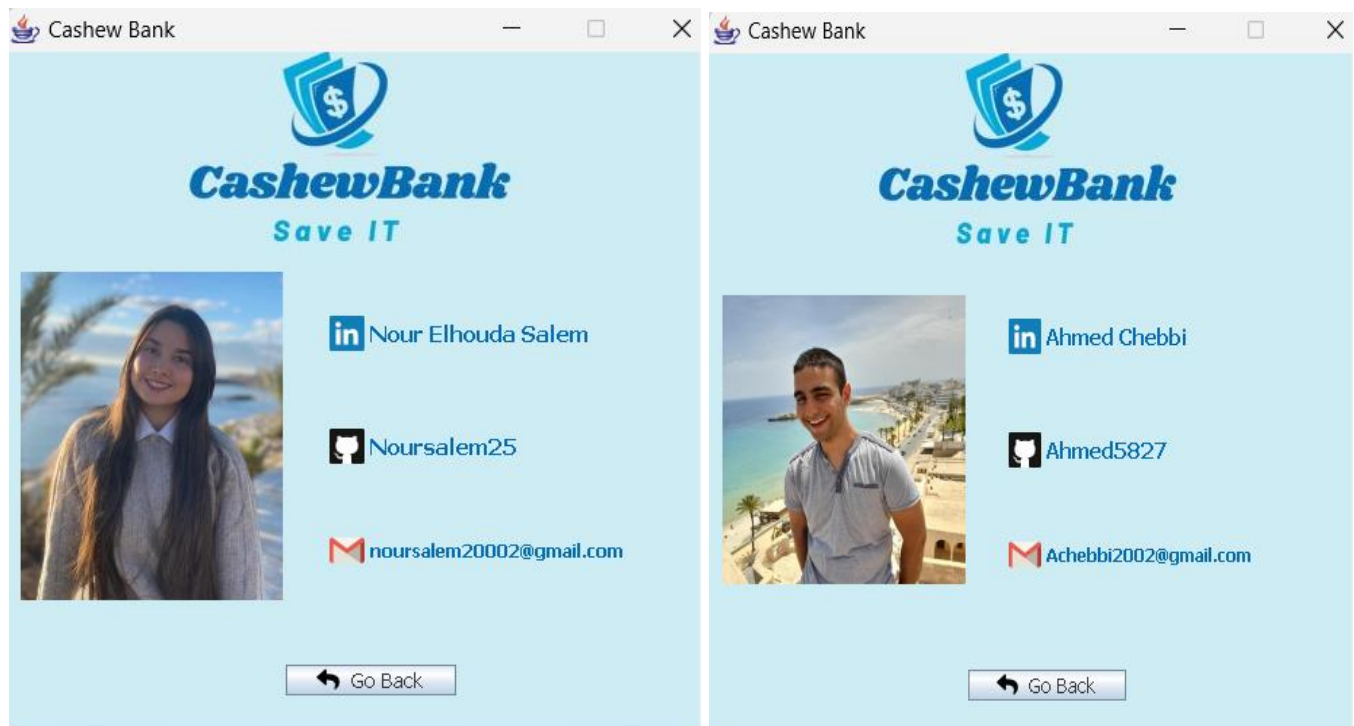 Cashew Bank
CashewBank
Save IT
Nour Elhouda Salem
Noursalem25
noursalem20002@gmail.com
Go Back
Cashew Bank
CashewBank
Save IT
Ahmed Chebbi
Ahmed5827
Achebbi2002@gmail.com
Go Back